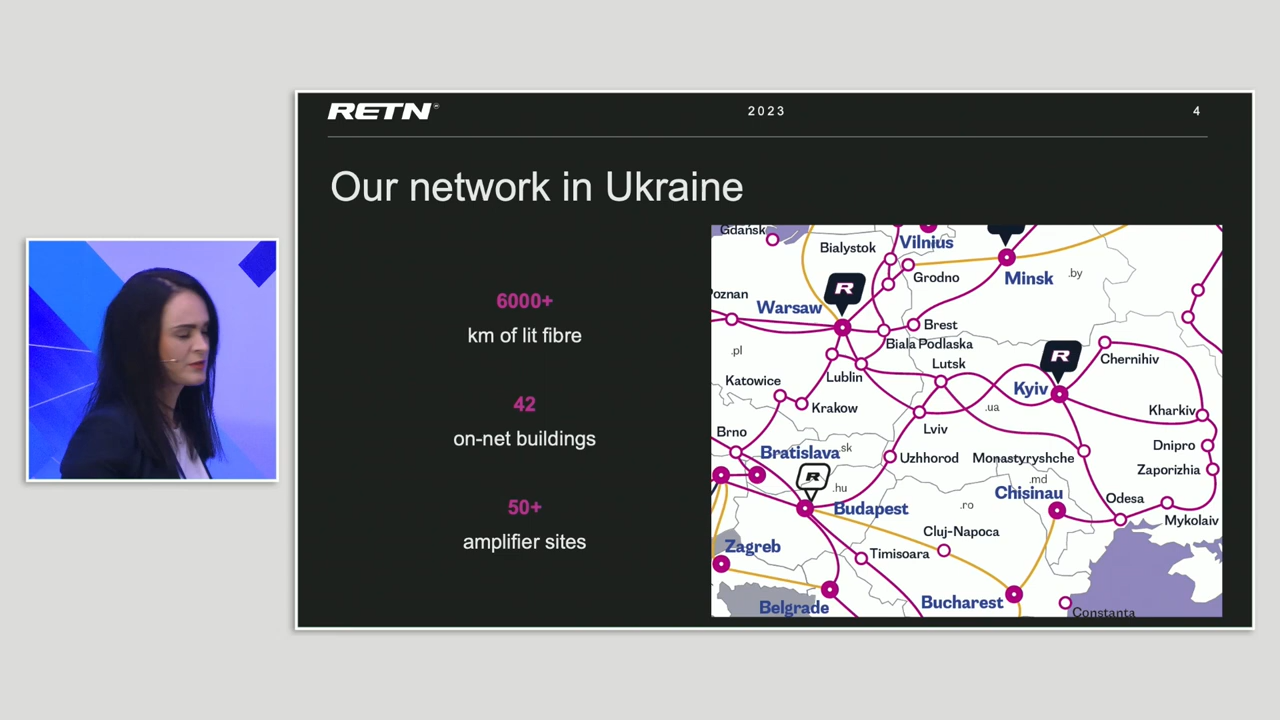 RETN
2023
4
Our network in Ukraine
6000+
km of lit fibre
42
on-net buildings
50+
amplifier sites
Gdańsk
Bialystok
Vilnius
Grodno
Minsk
.by
Poznan
Warsaw
R
Brest
Biala Podlaska
.pl
Lublin
Lutsk
R
Kyiv
Chernihiv
Katowice
Krakow
.ua
Kharkiv
Lviv
Brno
Bratislava
.sk
Uzhhorod
Monastyryshche
Dnipro
Zaporizhia
R
.hu
.md
Chisinau
Budapest
.ro
Odesa
Mykolaiv
Cluj-Napoca
Timisoara
Zagreb
Belgrade
Bucharest
Constanta